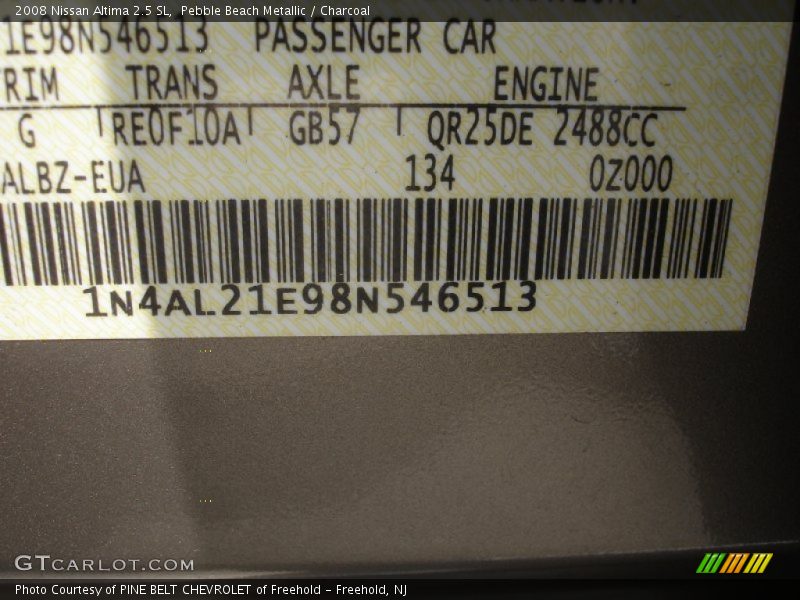 2008 Nissan Altima 2.5 SL, Pebble Beach Metallic / Charcoal
1E98N546513 PASSENGER CAR
RIM TRANS AXLE ENGINE
G RE0F10A GB57 QR25DE 2488CC
ALBZ-EUA 134 0Z000
1N4AL21E98N546513
GTCARLOT.COM
Photo Courtesy of PINE BELT CHEVROLET of Freehold - Freehold, NJ